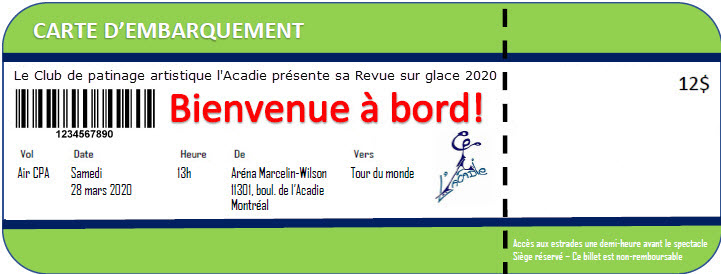 CARTE D'EMBARQUEMENT
Le Club de patinage artistique l'Acadie présente sa Revue sur glace 2020
12$
Bienvenue à bord!
1234567890
Vol Date Heure De Vers
Air CPA Samedi 13h Aréna Marcelin-Wilson Tour du monde
28 mars 2020 11301, boul. de l'Acadie
Montréal
L'Acadie
Accès aux estrades une demi-heure avant le spectacle
Siège réservé – Ce billet est non-remboursable